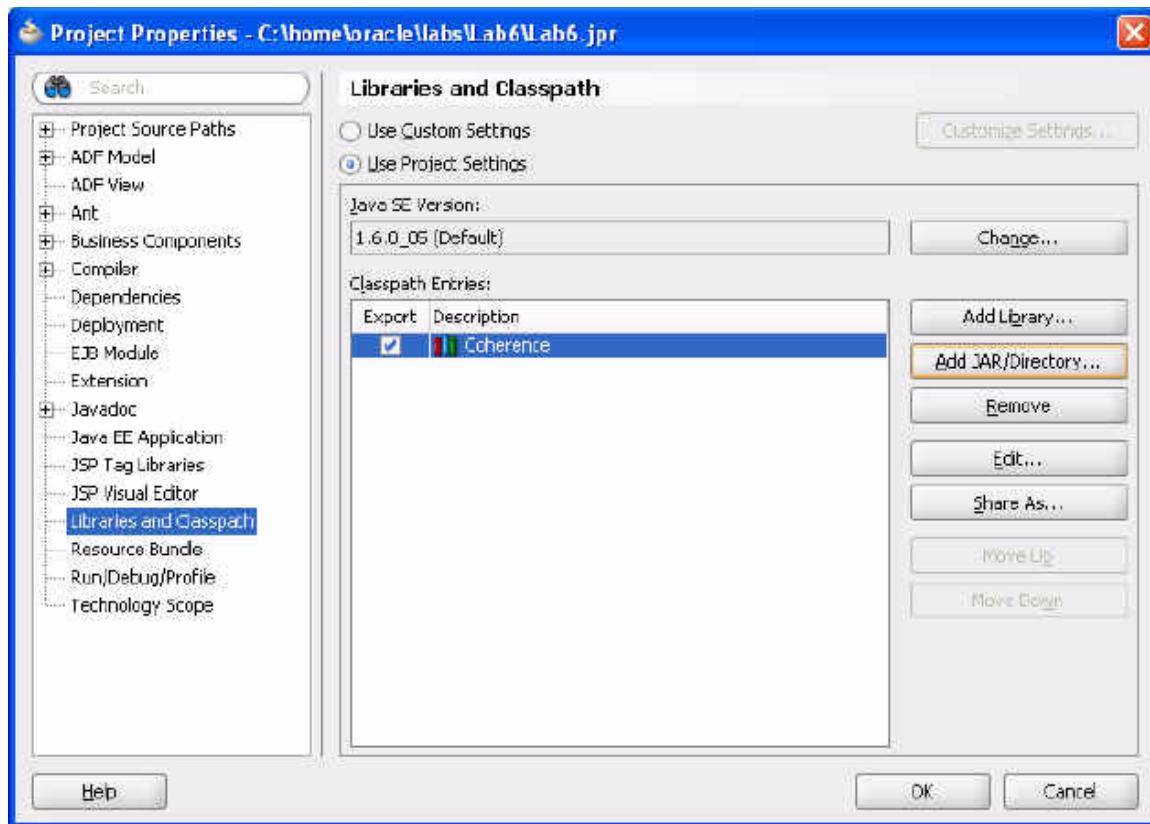 Project Properties - C:\home\oracle\labs\Lab6\Lab6.jpr
Search
Project Source Paths
ADF Model
ADF View
Ant
Business Components
Compiler
Dependencies
Deployment
EJB Module
Extension
Javadoc
Java EE Application
JSP Tag Libraries
JSP Visual Editor
Libraries and Classpath
Resource Bundle
Run/Debug/Profile
Technology Scope
Libraries and Classpath
Use Custom Settings
Customize Settings...
Use Project Settings
Java SE Version:
1.6.0_05 (Default)
Change...
Classpath Entries:
Export Description
Coherence
Add Library...
Add JAR/Directory...
Remove
Edit...
Share As...
Move Up
Move Down
Help
OK
Cancel